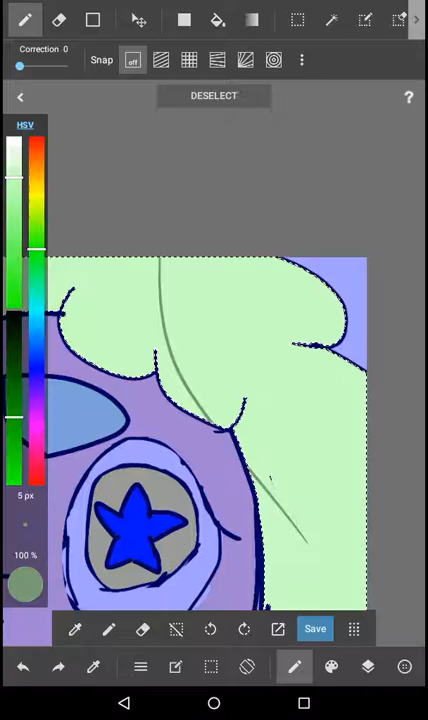 Correction 0
Snap
off
DESELECT
?
HSV
5 px
100 %
Save